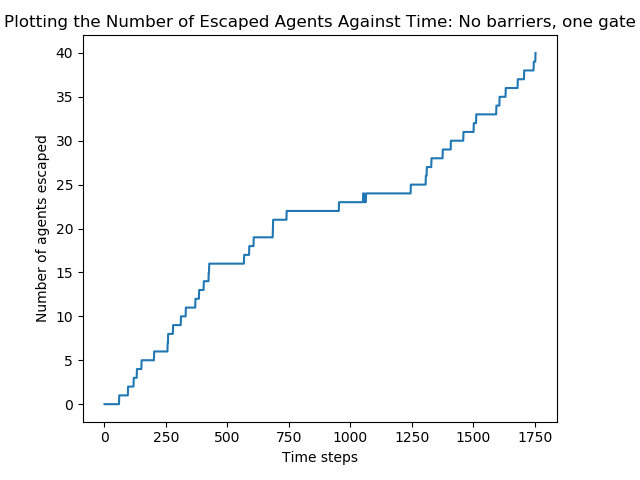 Plotting the Number of Escaped Agents Against Time: No barriers, one gate
40
35
30
25
20
15
10
5
0
Number of agents escaped
0 250 500 750 1000 1250 1500 1750
Time steps